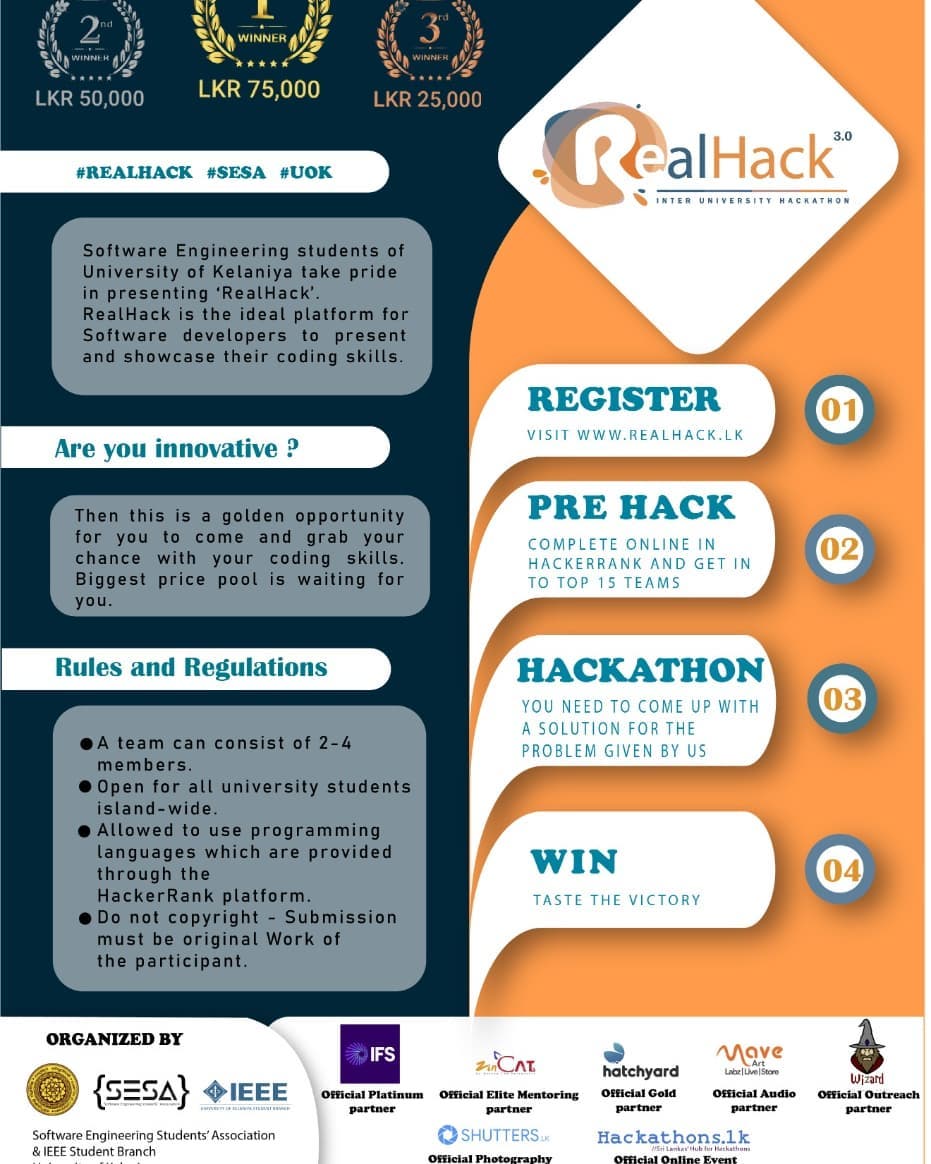 2nd
WINNER
LKR 50,000
1
WINNER
LKR 75,000
3rd
WINNER
LKR 25,000
RealHack 3.0
INTER UNIVERSITY HACKATHON
#REALHACK #SESA #UOK
Software Engineering students of
University of Kelaniya take pride
in presenting ‘RealHack’.
RealHack is the ideal platform for
Software developers to present
and showcase their coding skills.
Are you innovative ?
Then this is a golden opportunity
for you to come and grab your
chance with your coding skills.
Biggest price pool is waiting for
you.
Rules and Regulations
● A team can consist of 2-4
members.
● Open for all university students
island-wide.
● Allowed to use programming
languages which are provided
through the
HackerRank platform.
● Do not copyright - Submission
must be original Work of
the participant.
REGISTER
VISIT WWW.REALHACK.LK
01
PRE HACK
COMPLETE ONLINE IN
HACKERRANK AND GET IN
TO TOP 15 TEAMS
02
HACKATHON
YOU NEED TO COME UP WITH
A SOLUTION FOR THE
PROBLEM GIVEN BY US
03
WIN
TASTE THE VICTORY
04
ORGANIZED BY
{SESA}
IEEE
UNIVERSITY OF KELANIYA STUDENT BRANCH
Software Engineering Students’ Association
& IEEE Student Branch
IFS
Official Platinum
partner
zinCAT
Official Elite Mentoring
partner
hatchyard
Official Gold
partner
Mave
Art
Labz|Live|Store
Official Audio
partner
Wizard
Official Outreach
partner
SHUTTERS.LK
Official Photography
Hackathons.lk
//Sri Lankas' Hub for Hackathons
Official Online Event